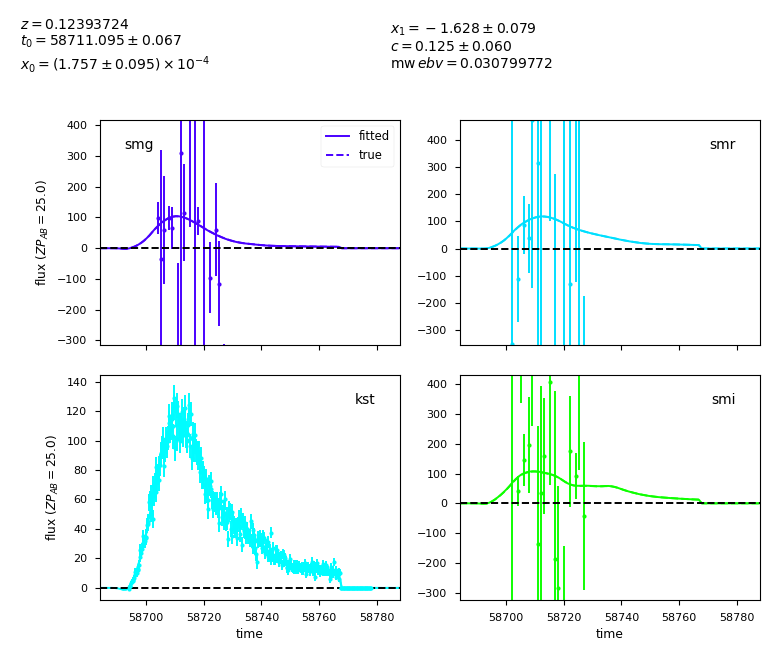 z = 0.12393724
t₀ = 58711.095 ± 0.067
x₀ = (1.757 ± 0.095) × 10⁻⁴
x₁ = −1.628 ± 0.079
c = 0.125 ± 0.060
mw ebv = 0.030799772
smg
fitted
true
400
300
200
100
0
−100
−200
−300
flux (ZP_AB = 25.0)
smr
400
300
200
100
0
−100
−200
−300
kst
140
120
100
80
60
40
20
0
flux (ZP_AB = 25.0)
58700 58720 58740 58760 58780
time
smi
400
300
200
100
0
−100
−200
−300
58700 58720 58740 58760 58780
time